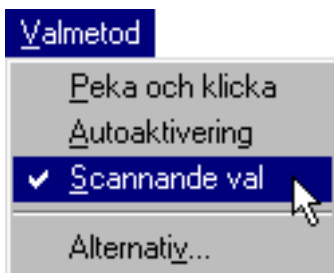 Valmetod
Peka och klicka
Autoaktivering
Scannande val
Alternativ...